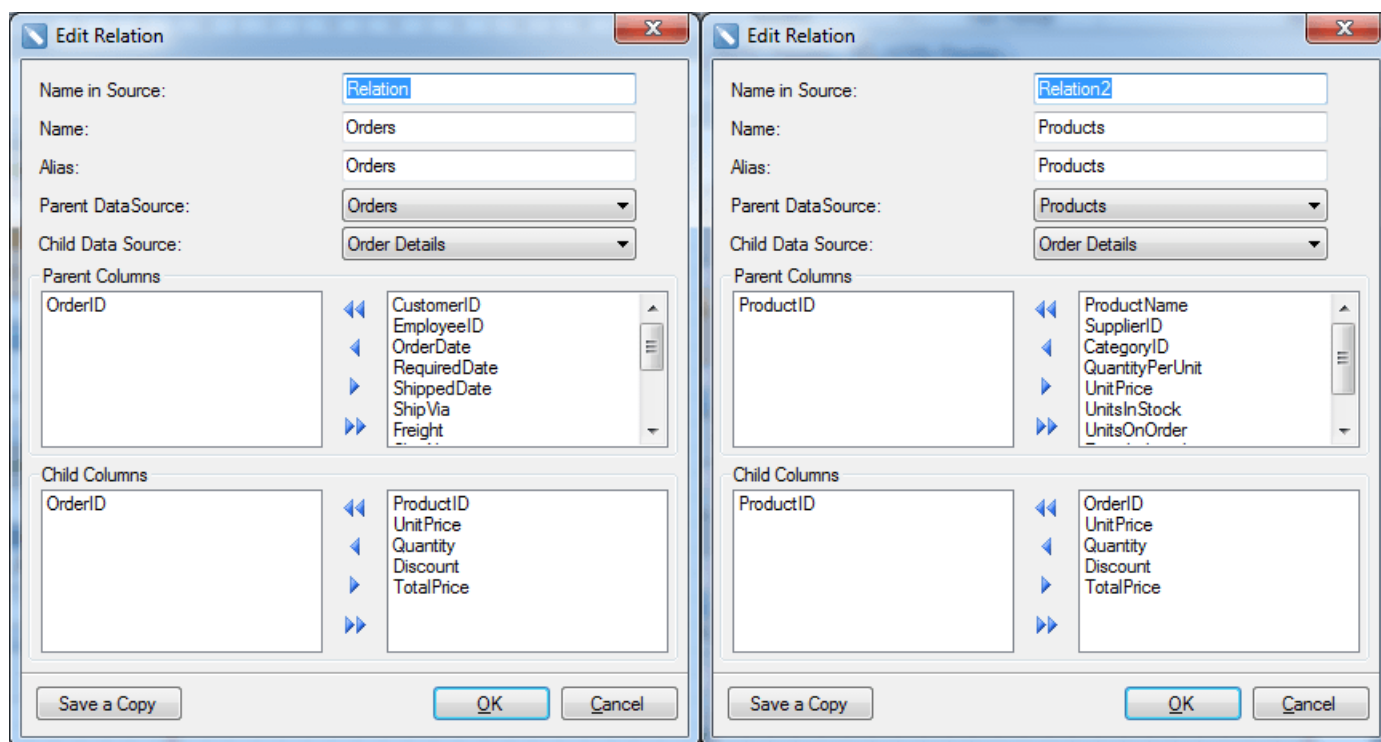 Edit Relation
Name in Source: Relation
Name: Orders
Alias: Orders
Parent DataSource: Orders
Child Data Source: Order Details
Parent Columns
OrderID
CustomerID
EmployeeID
OrderDate
RequiredDate
ShippedDate
ShipVia
Freight
Child Columns
OrderID
ProductID
UnitPrice
Quantity
Discount
TotalPrice
Save a Copy OK Cancel
Edit Relation
Name in Source: Relation2
Name: Products
Alias: Products
Parent DataSource: Products
Child Data Source: Order Details
Parent Columns
ProductID
ProductName
SupplierID
CategoryID
QuantityPerUnit
UnitPrice
UnitsInStock
UnitsOnOrder
Child Columns
ProductID
OrderID
UnitPrice
Quantity
Discount
TotalPrice
Save a Copy OK Cancel